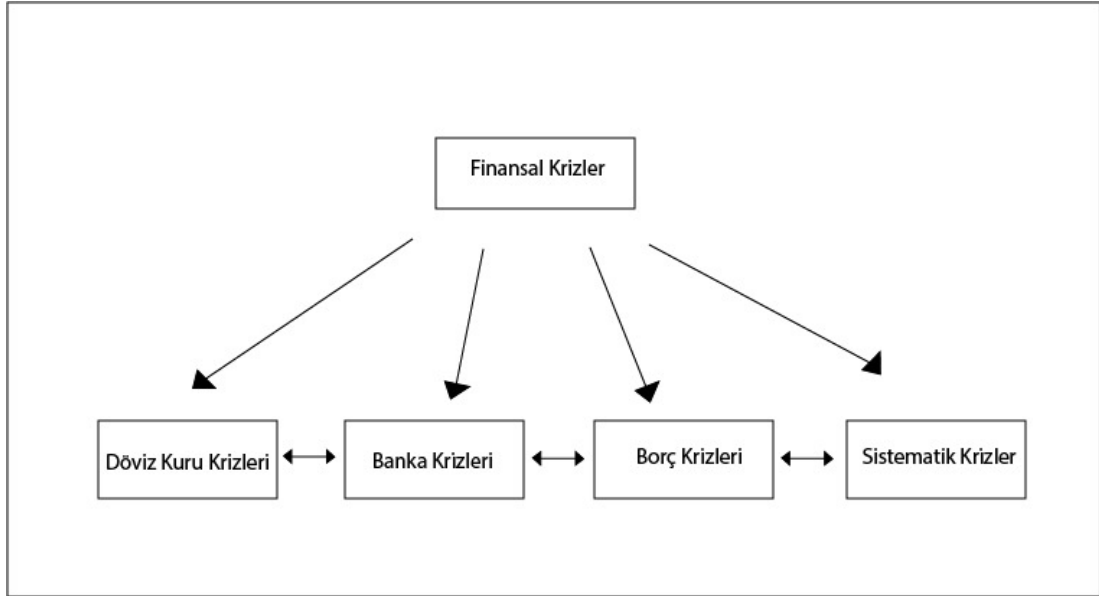 Finansal Krizler
Döviz Kuru Krizleri
Banka Krizleri
Borç Krizleri
Sistematik Krizler